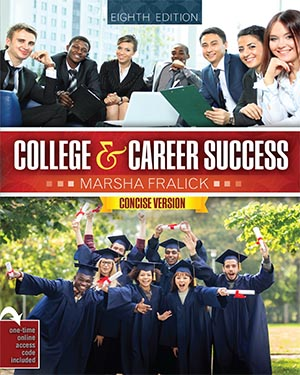 EIGHTH EDITION
COLLEGE & CAREER SUCCESS
MARSHA FRALICK
CONCISE VERSION
one-time
online
access
code
included